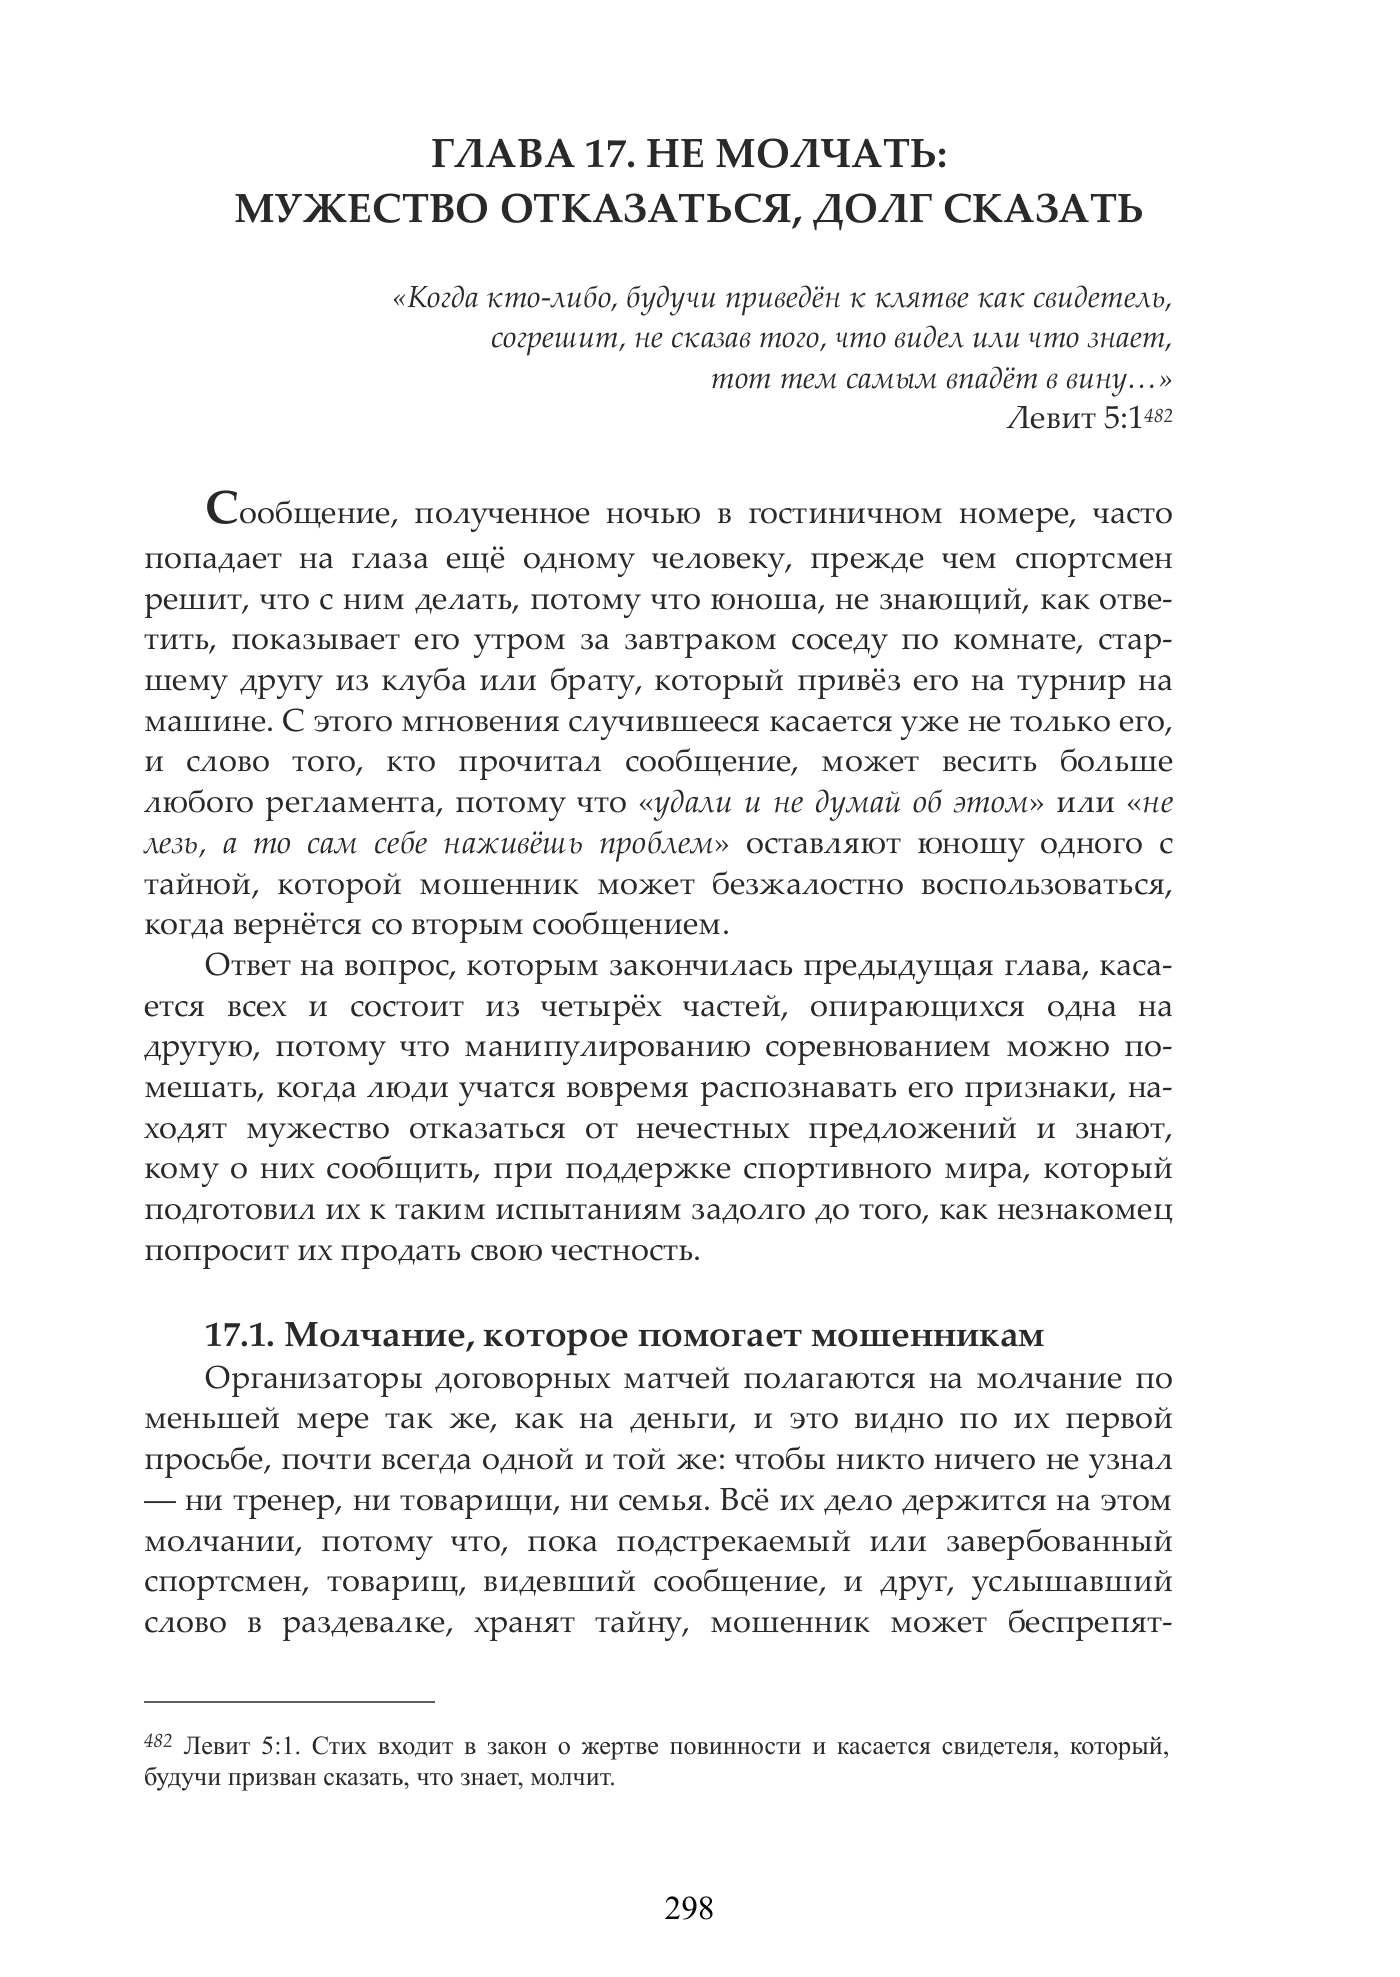 ГЛАВА 17. НЕ МОЛЧАТЬ:
МУЖЕСТВО ОТКАЗАТЬСЯ, ДОЛГ СКАЗАТЬ
«Когда кто-либо, будучи приведён к клятве как свидетель,
согрешит, не сказав того, что видел или что знает,
тот тем самым впадёт в вину…»
Левит 5:1482
Сообщение, полученное ночью в гостиничном номере, часто
попадает на глаза ещё одному человеку, прежде чем спортсмен
решит, что с ним делать, потому что юноша, не знающий, как отве-
тить, показывает его утром за завтраком соседу по комнате, стар-
шему другу из клуба или брату, который привёз его на турнир на
машине. С этого мгновения случившееся касается уже не только его,
и слово того, кто прочитал сообщение, может весить больше
любого регламента, потому что «удали и не думай об этом» или «не
лезь, а то сам себе наживёшь проблем» оставляют юношу одного с
тайной, которой мошенник может безжалостно воспользоваться,
когда вернётся со вторым сообщением.
Ответ на вопрос, которым закончилась предыдущая глава, каса-
ется всех и состоит из четырёх частей, опирающихся одна на
другую, потому что манипулированию соревнованием можно по-
мешать, когда люди учатся вовремя распознавать его признаки, на-
ходят мужество отказаться от нечестных предложений и знают,
кому о них сообщить, при поддержке спортивного мира, который
подготовил их к таким испытаниям задолго до того, как незнакомец
попросит их продать свою честность.
17.1. Молчание, которое помогает мошенникам
Организаторы договорных матчей полагаются на молчание по
меньшей мере так же, как на деньги, и это видно по их первой
просьбе, почти всегда одной и той же: чтобы никто ничего не узнал
— ни тренер, ни товарищи, ни семья. Всё их дело держится на этом
молчании, потому что, пока подстрекаемый или завербованный
спортсмен, товарищ, видевший сообщение, и друг, услышавший
слово в раздевалке, хранят тайну, мошенник может беспрепят-
482 Левит 5:1. Стих входит в закон о жертве повинности и касается свидетеля, который,
будучи призван сказать, что знает, молчит.
298